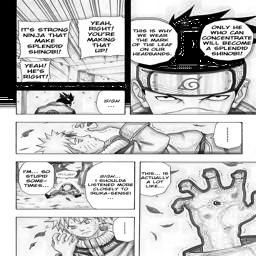 ONLY HE
WHO CAN
CONCENTRATE
WILL BECOME
A SPLENDID
SHINOBI!
THIS IS WHY
WE WEAR
THE MARK
OF THE LEAF
ON OUR
HEADBANDS.
YEAH,
RIGHT!
YOU'RE
MAKING
THAT
UP!
IT'S STRONG
NINJA THAT
MAKE
SPLENDID
SHINOBI!
YEAH!
HE'S
RIGHT!
SIGH
...
THIS... IS
ACTUALLY
A LOT
LIKE...
SIGH...
I SHOULDA
LISTENED MORE
CLOSELY TO
IRUKA-SENSEI
...
I'M... SO
STUPID
SOME-
TIMES...